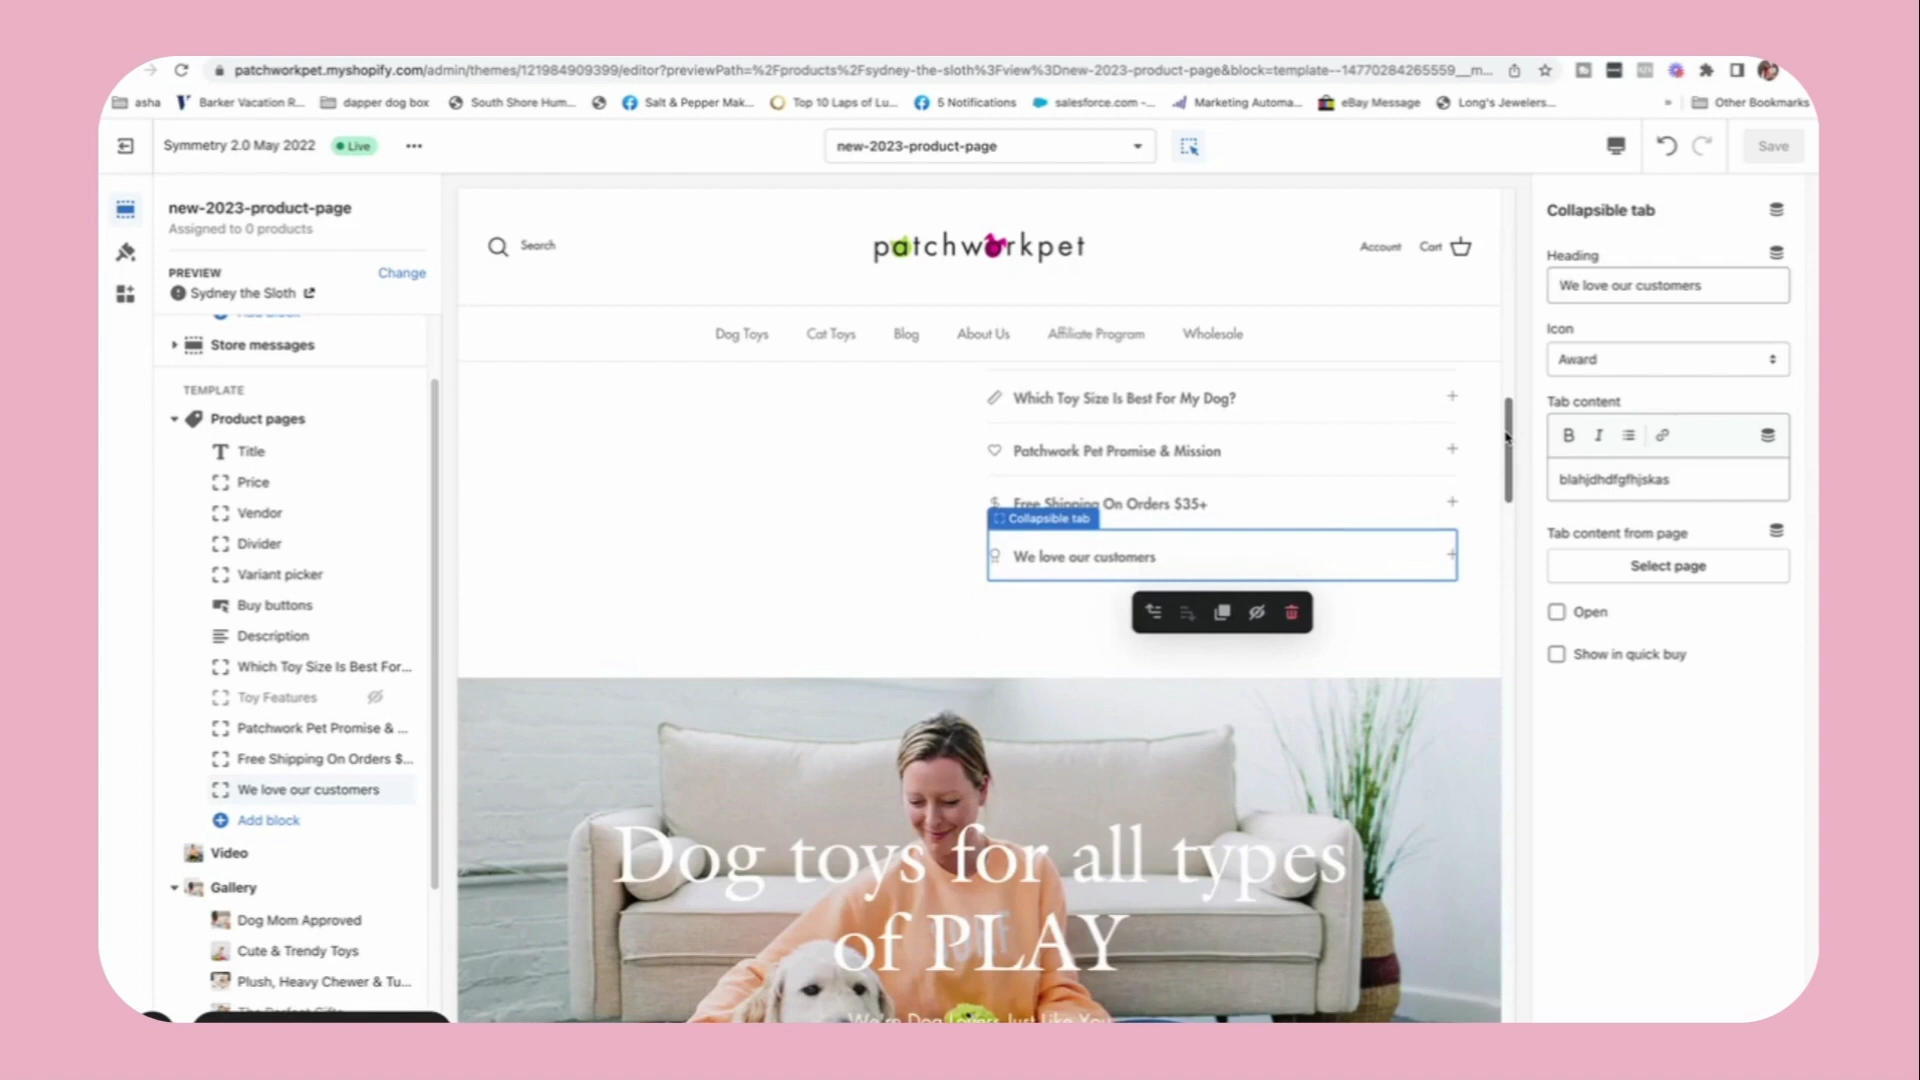 patchworkpet.myshopify.com/admin/themes/121984909399/editor?previewPath=%2Fproducts%2Fsydney-the-sloth%3Fview%3Dnew-2023-product-page&block=template--14770284265559__m...
asha
Barker Vacation R...
dapper dog box
South Shore Hum...
Salt & Pepper Mak...
Top 10 Laps of Lu...
5 Notifications
salesforce.com -...
Marketing Automa...
eBay Message
Long's Jewelers...
»
Other Bookmarks
Symmetry 2.0 May 2022
Live
new-2023-product-page
Save
new-2023-product-page
Assigned to 0 products
PREVIEW
Change
Sydney the Sloth
Store messages
TEMPLATE
Product pages
Title
Price
Vendor
Divider
Variant picker
Buy buttons
Description
Which Toy Size Is Best For...
Toy Features
Patchwork Pet Promise & ...
Free Shipping On Orders $...
We love our customers
Add block
Video
Gallery
Dog Mom Approved
Cute & Trendy Toys
Plush, Heavy Chewer & Tu...
Search
patchworkpet
Account
Cart
Dog Toys
Cat Toys
Blog
About Us
Affiliate Program
Wholesale
Which Toy Size Is Best For My Dog?
Patchwork Pet Promise & Mission
Free Shipping On Orders $35+
Collapsible tab
We love our customers
Dog toys for all types
of PLAY
We're Dog Lovers Just Like You
Collapsible tab
Heading
We love our customers
Icon
Award
Tab content
B I
blahjdhdfgfhjskas
Tab content from page
Select page
Open
Show in quick buy